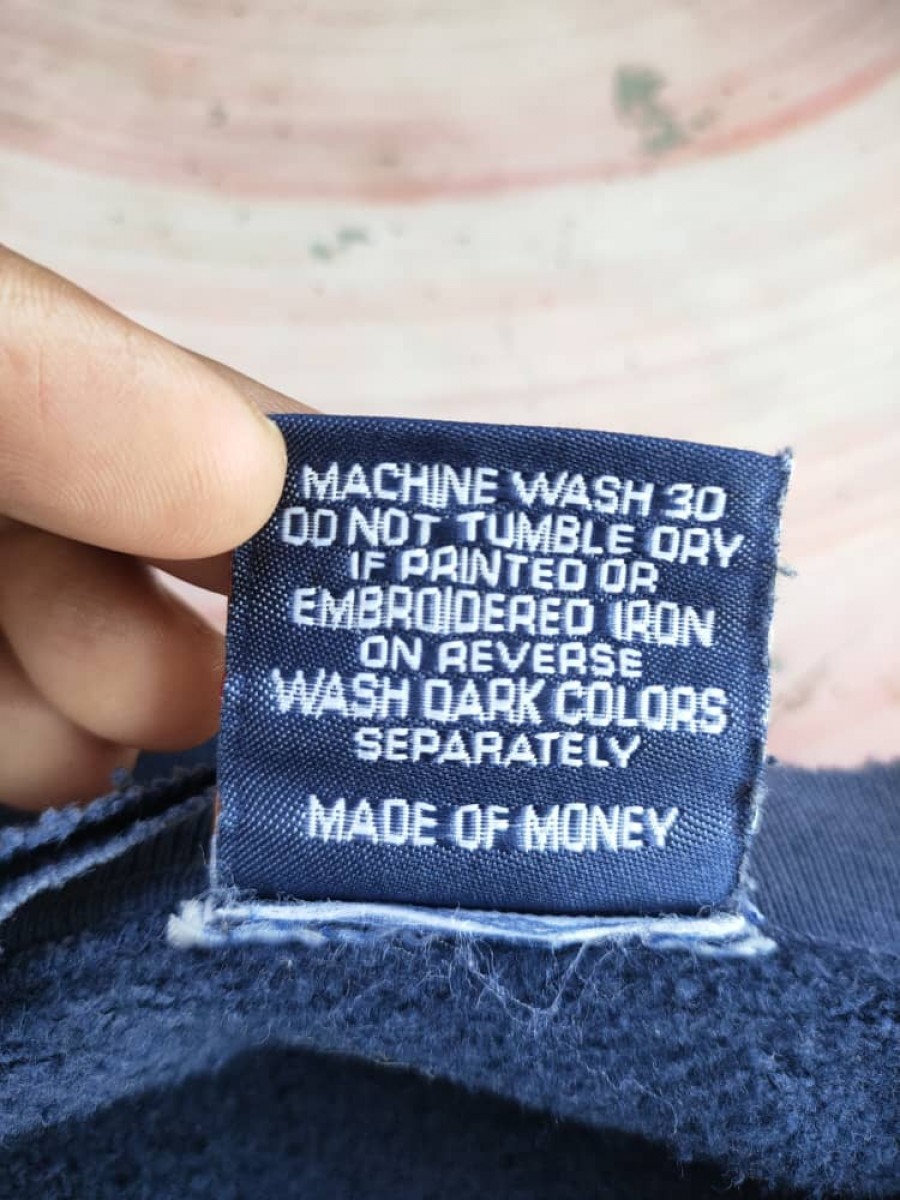 MACHINE WASH 30
DO NOT TUMBLE DRY
IF PRINTED OR
EMBROIDERED IRON
ON REVERSE
WASH DARK COLORS
SEPARATELY
MADE OF MONEY